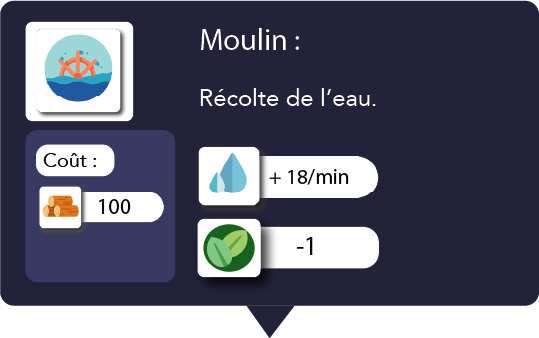 Moulin :
Récolte de l’eau.
Coût :
100
+ 18/min
-1